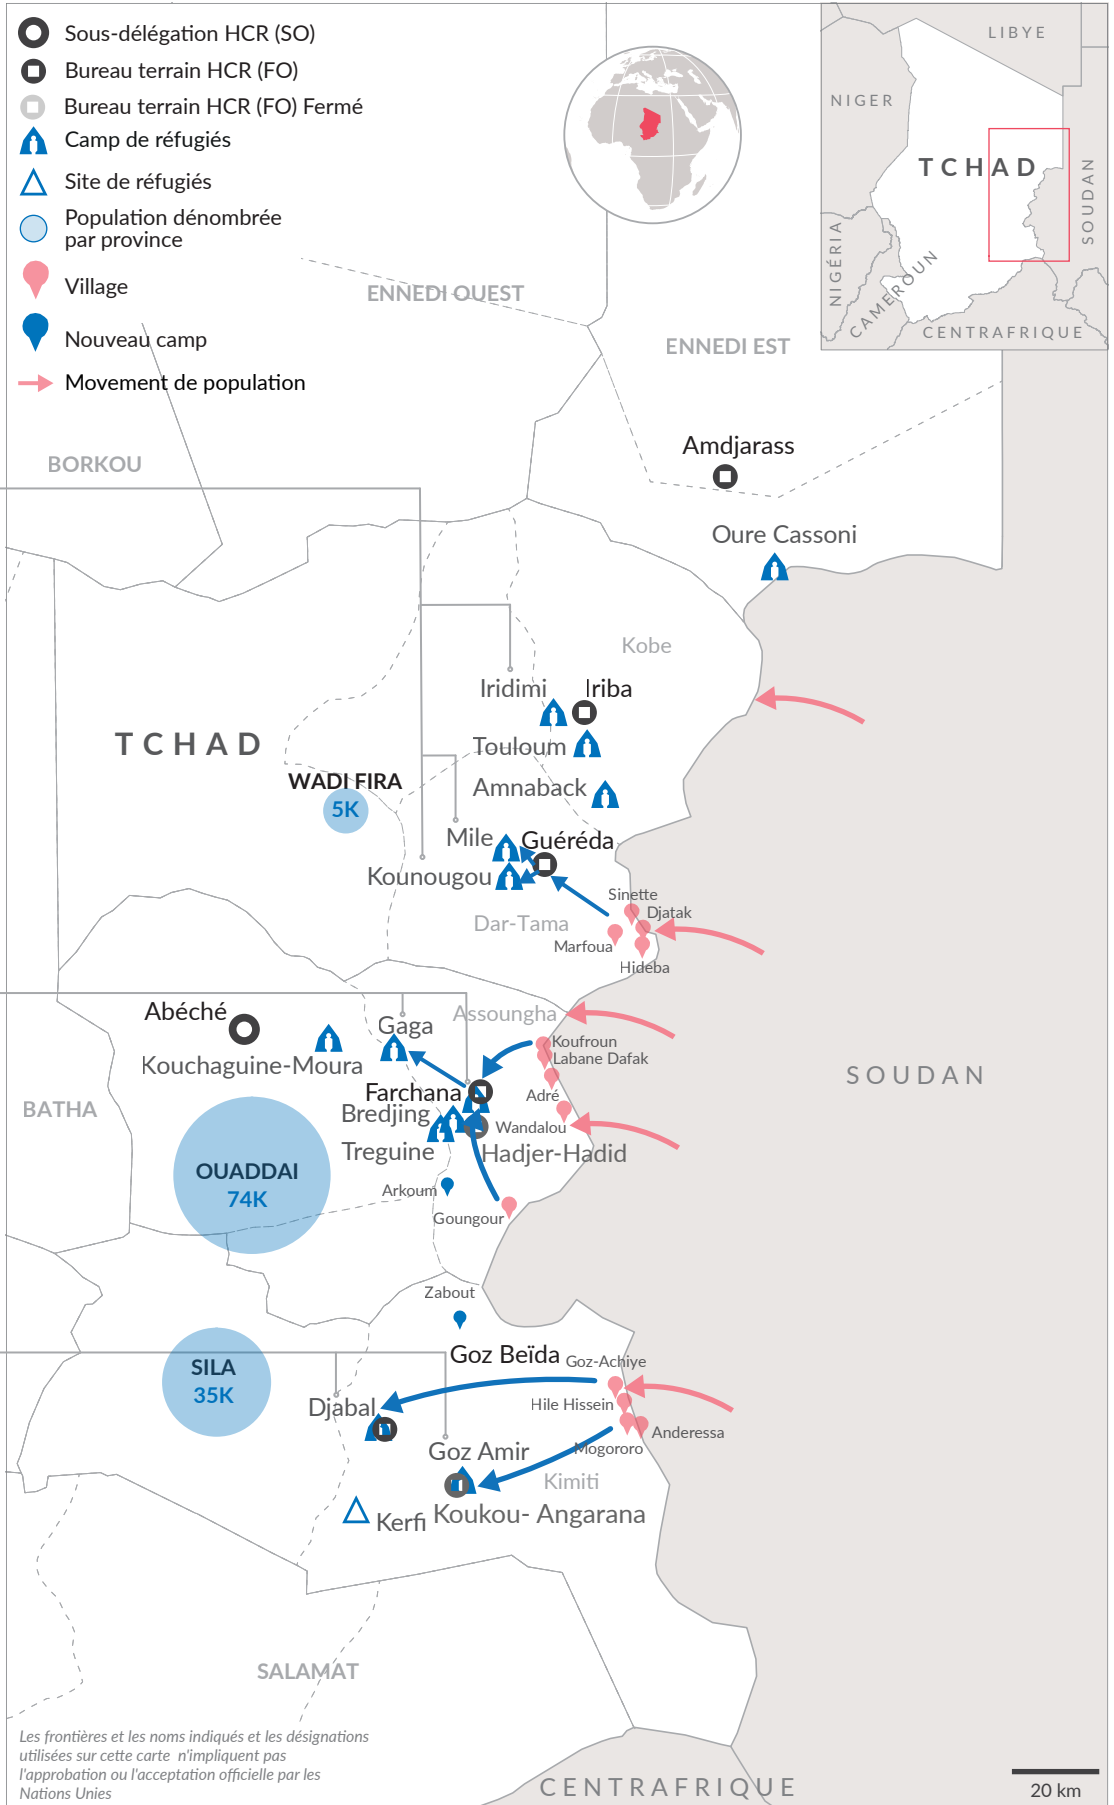 Sous-délégation HCR (SO)
Bureau terrain HCR (FO)
Bureau terrain HCR (FO) Fermé
Camp de réfugiés
Site de réfugiés
Population dénombrée
par province
Village
Nouveau camp
Movement de population
LIBYE
NIGER
TCHAD
SOUDAN
NIGÉRIA
CAMEROUN
CENTRAFRIQUE
ENNEDI OUEST
ENNEDI EST
BORKOU
Amdjarass
Oure Cassoni
Kobe
Iridimi
Iriba
TCHAD
Touloum
WADI FIRA
5K
Amnaback
Mile
Guéréda
Kounougou
Sinette
Djatak
Dar-Tama
Marfoua
Hideba
Abéché
Assoungha
Gaga
Koufroun
Labane Dafak
Kouchaguine-Moura
SOUDAN
Farchana
Adré
BATHA
Bredjing
Wandalou
Treguine
Hadjer-Hadid
OUADDAI
74K
Arkoum
Goungour
Zabout
Goz Beïda
Goz-Achiye
SILA
35K
Djabal
Hile Hissein
Anderessa
Mogororo
Goz Amir
Kimiti
Kerfi
Koukou- Angarana
SALAMAT
Les frontières et les noms indiqués et les désignations
utilisées sur cette carte n'impliquent pas
l'approbation ou l'acceptation officielle par les
Nations Unies
CENTRAFRIQUE
20 km